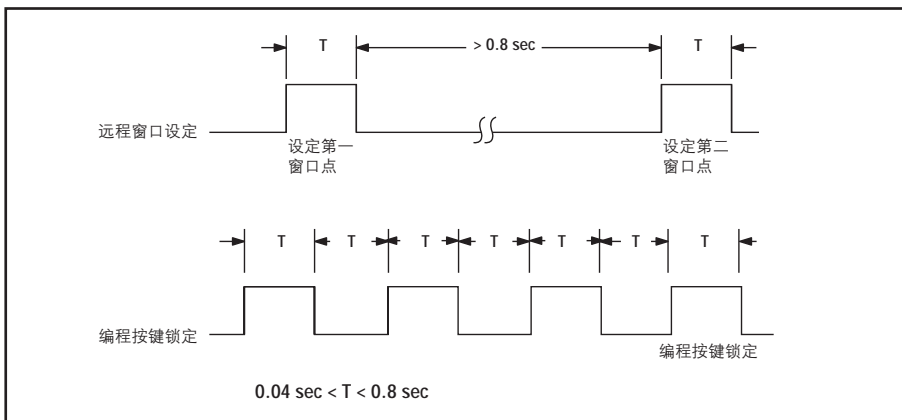 T
> 0.8 sec
T
远程窗口设定
设定第一
窗口点
设定第二
窗口点
T
T
T
T
T
T
T
编程按键锁定
编程按键锁定
0.04 sec < T < 0.8 sec